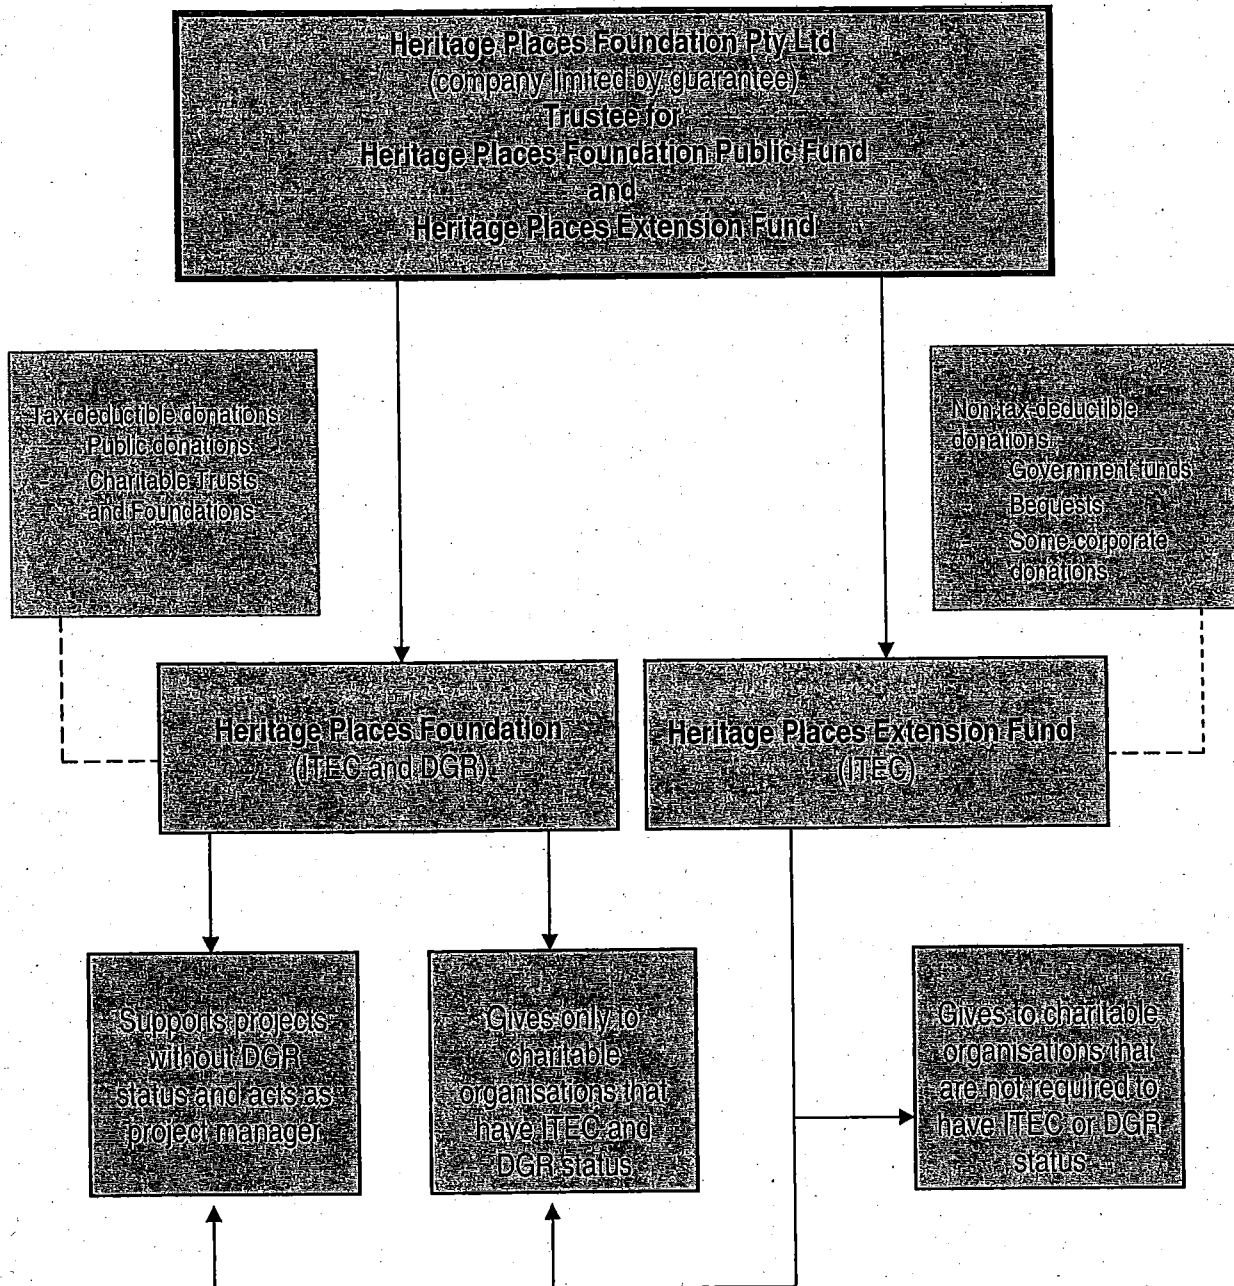 Heritage Places Foundation Pty Ltd
(company limited by guarantee)
Trustee for
Heritage Places Foundation Public Fund
and
Heritage Places Extension Fund
Tax-deductible donations
Public donations
Charitable Trusts
and Foundations
Non-tax-deductible
donations
Government funds
Bequests
Some corporate
donations
Heritage Places Foundation
(ITEC and DGR)
Heritage Places Extension Fund
(ITEC)
Supports projects
without DGR
status and acts as
project manager
Gives only to
charitable
organisations that
have ITEC and
DGR status
Gives to charitable
organisations that
are not required to
have ITEC or DGR
status